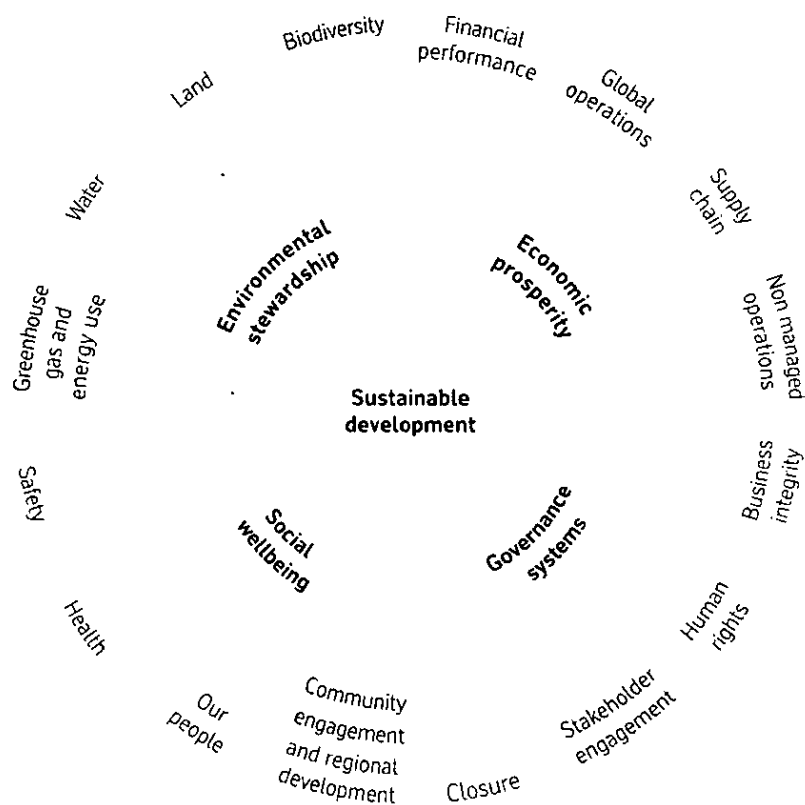 Sustainable
development
Environmental
stewardship
Economic
prosperity
Governance
systems
Social
wellbeing
Biodiversity
Financial
performance
Global
operations
Supply
chain
Non managed
operations
Business
integrity
Human
rights
Stakeholder
engagement
Closure
Community
engagement
and regional
development
Our
people
Health
Safety
Greenhouse
gas and
energy use
Water
Land